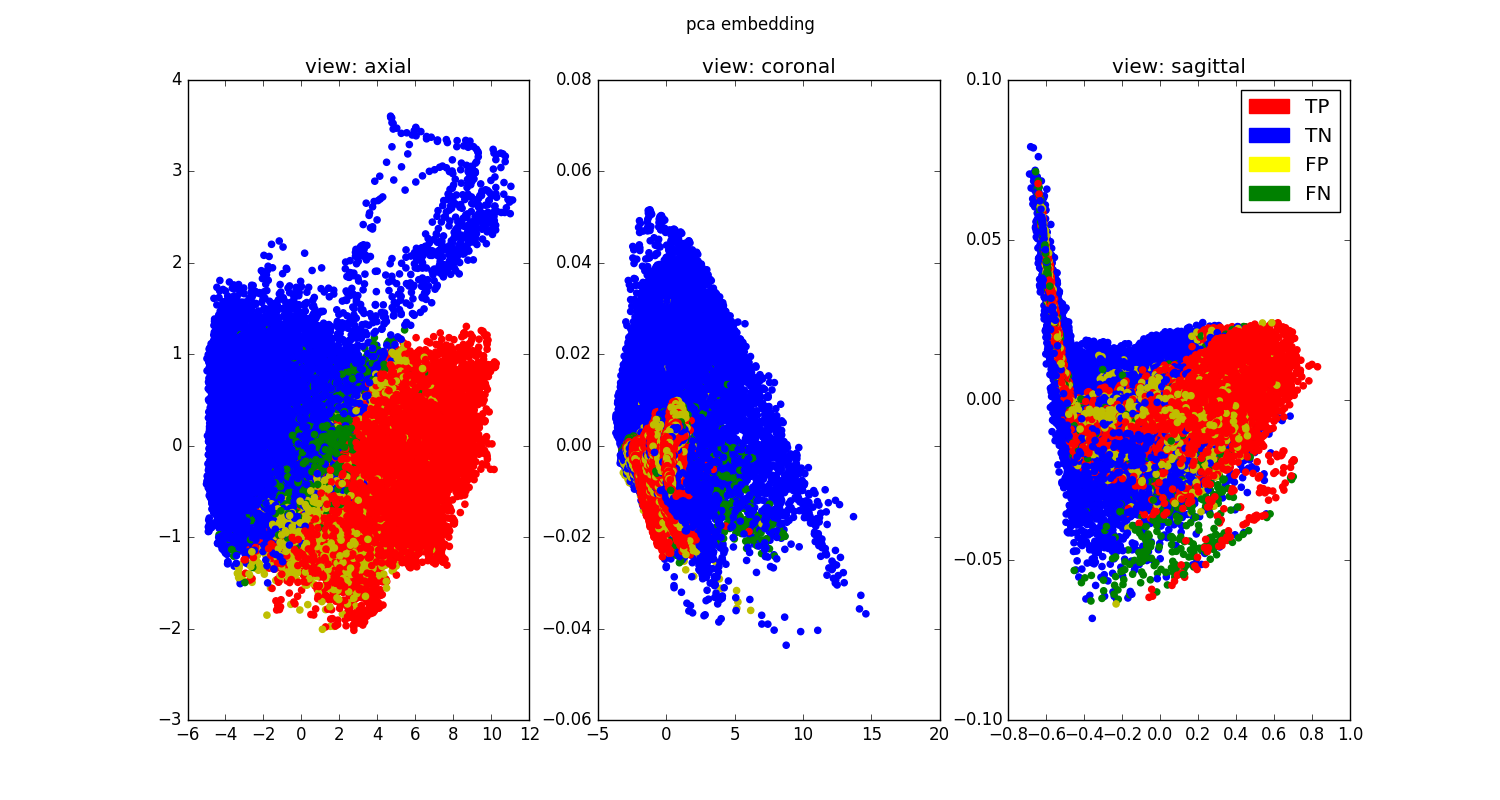 pca embedding
view: axial
4
3
2
1
0
−1
−2
−3
−6 −4 −2 0 2 4 6 8 10 12
view: coronal
0.08
0.06
0.04
0.02
0.00
−0.02
−0.04
−0.06
−5 0 5 10 15 20
view: sagittal
0.10
0.05
0.00
−0.05
−0.10
−0.8 −0.6 −0.4 −0.2 0.0 0.2 0.4 0.6 0.8 1.0
TP
TN
FP
FN